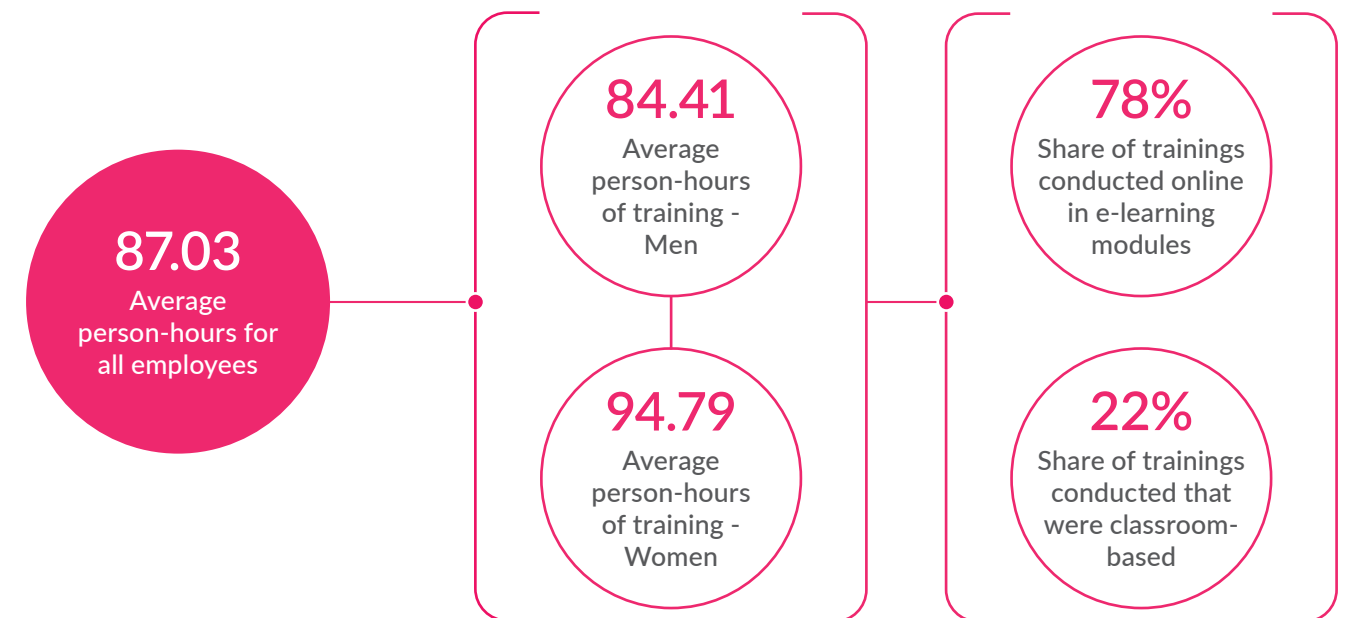 87.03
Average
person-hours for
all employees
84.41
Average
person-hours
of training -
Men
94.79
Average
person-hours
of training -
Women
78%
Share of trainings
conducted online
in e-learning
modules
22%
Share of trainings
conducted that
were classroom-
based